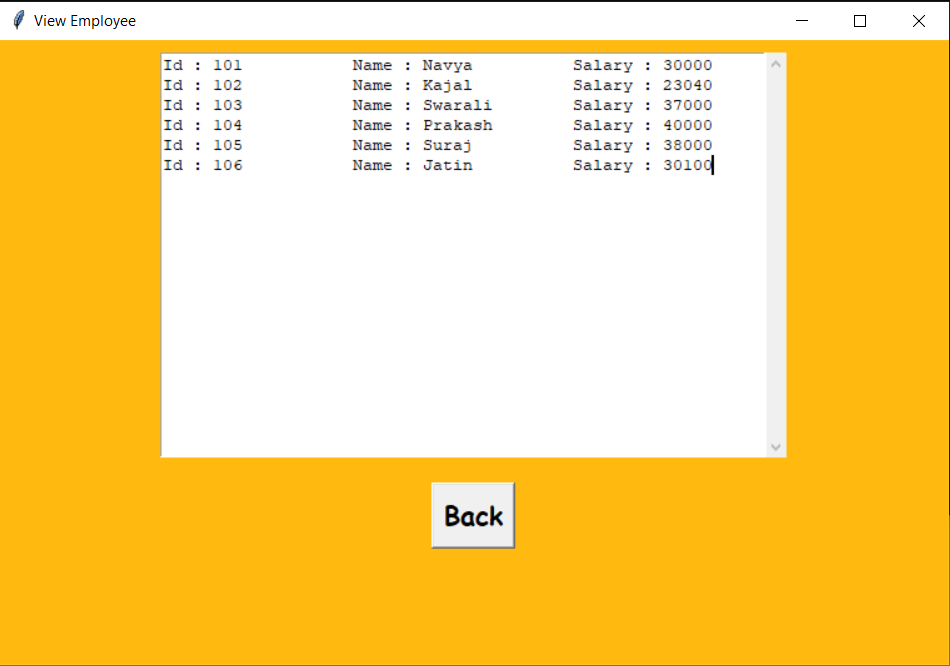 View Employee
Id : 101 Name : Navya Salary : 30000
Id : 102 Name : Kajal Salary : 23040
Id : 103 Name : Swarali Salary : 37000
Id : 104 Name : Prakash Salary : 40000
Id : 105 Name : Suraj Salary : 38000
Id : 106 Name : Jatin Salary : 30100
Back